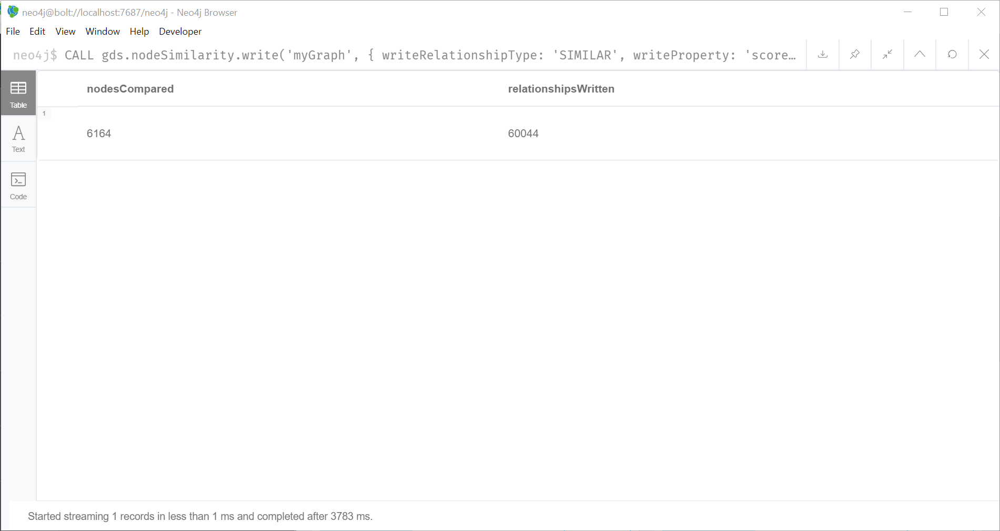 neo4j@bolt://localhost:7687/neo4j - Neo4j Browser
File Edit View Window Help Developer
neo4j$ CALL gds.nodeSimilarity.write('myGraph', { writeRelationshipType: 'SIMILAR', writeProperty: 'score…
Table
Text
Code
nodesCompared relationshipsWritten
1
6164 60044
Started streaming 1 records in less than 1 ms and completed after 3783 ms.